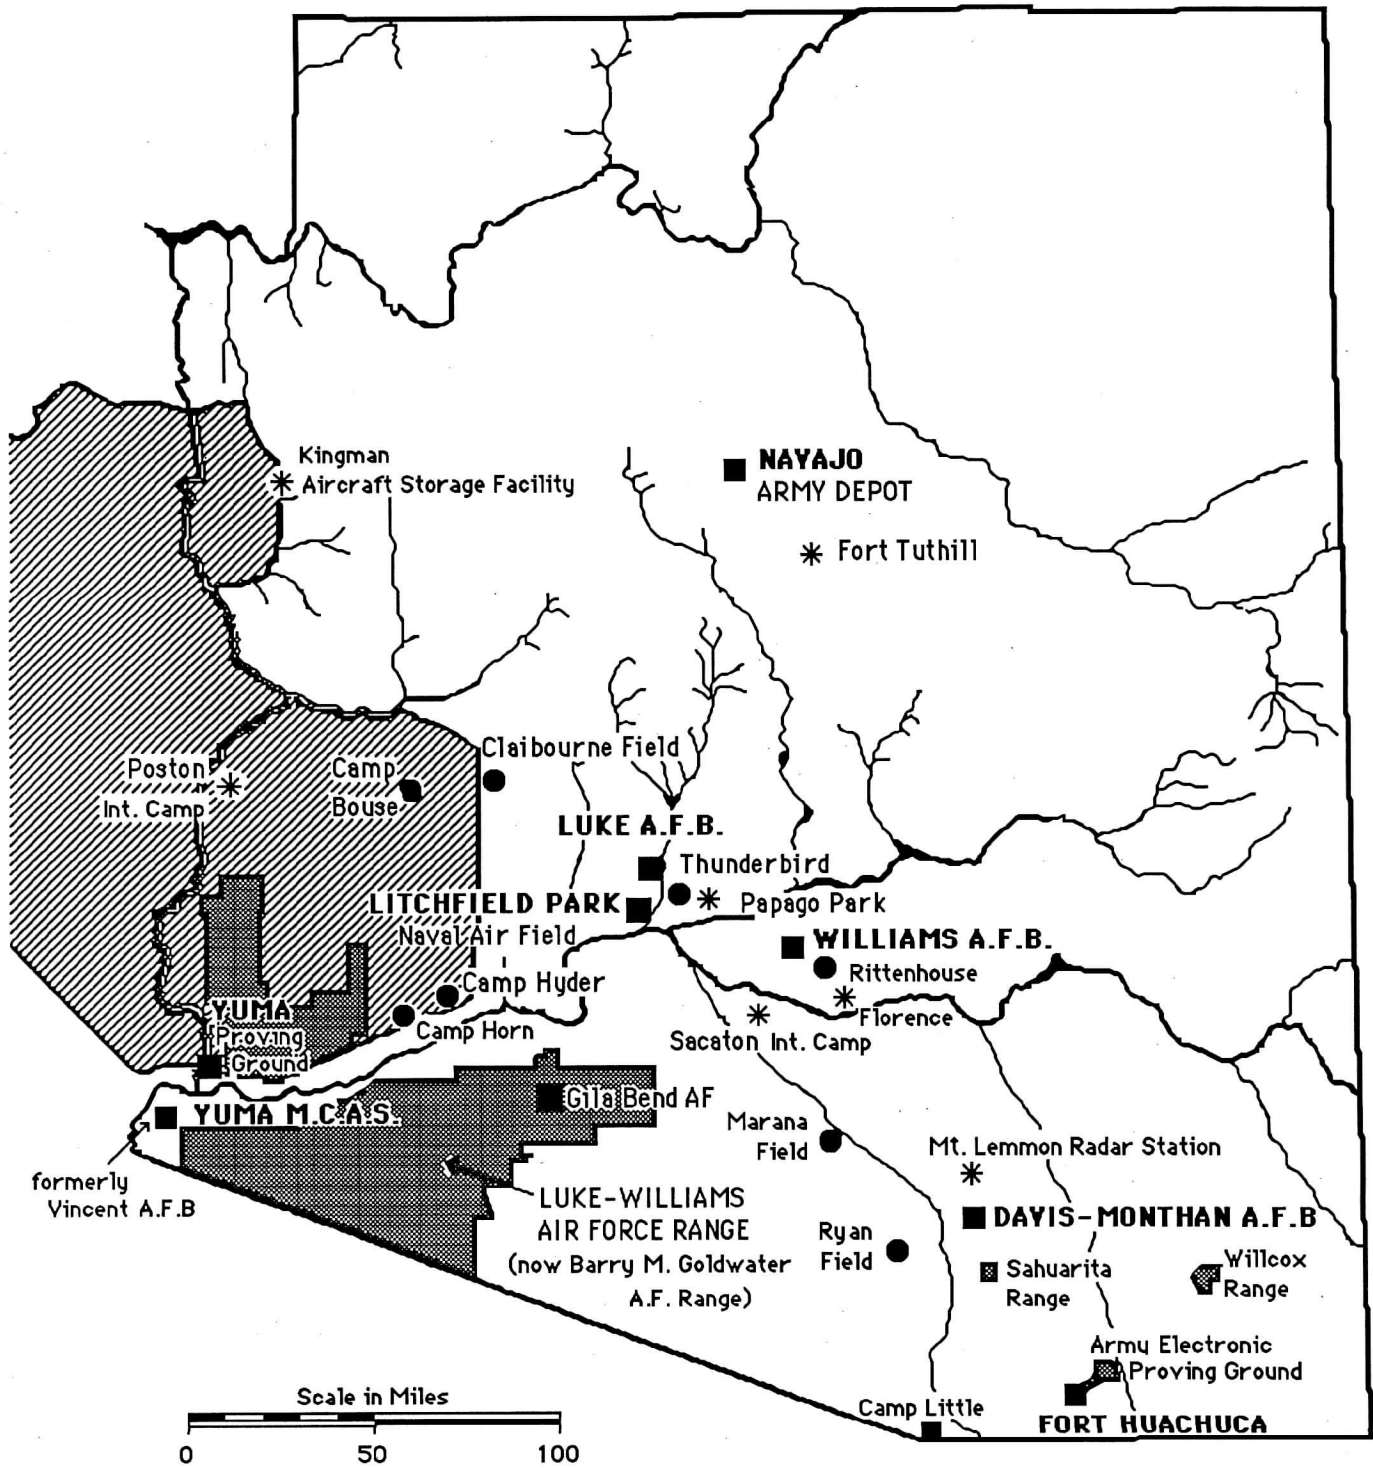 Kingman
Aircraft Storage Facility
NAVAJO
ARMY DEPOT
Fort Tuthill
Claibourne Field
Poston
Int. Camp
Camp
Bouse
LUKE A.F.B.
Thunderbird
LITCHFIELD PARK
Naval Air Field
Papago Park
WILLIAMS A.F.B.
Rittenhouse
Camp Hyder
Florence
YUMA
Proving
Ground
Camp Horn
Sacaton Int. Camp
Gila Bend AF
YUMA M.C.A.S.
Marana
Field
Mt. Lemmon Radar Station
formerly
Vincent A.F.B
LUKE-WILLIAMS
AIR FORCE RANGE
(now Barry M. Goldwater
A.F. Range)
DAVIS-MONTHAN A.F.B
Ryan
Field
Sahuarita
Range
Willcox
Range
Army Electronic
Proving Ground
Camp Little
FORT HUACHUCA
Scale in Miles
0 50 100